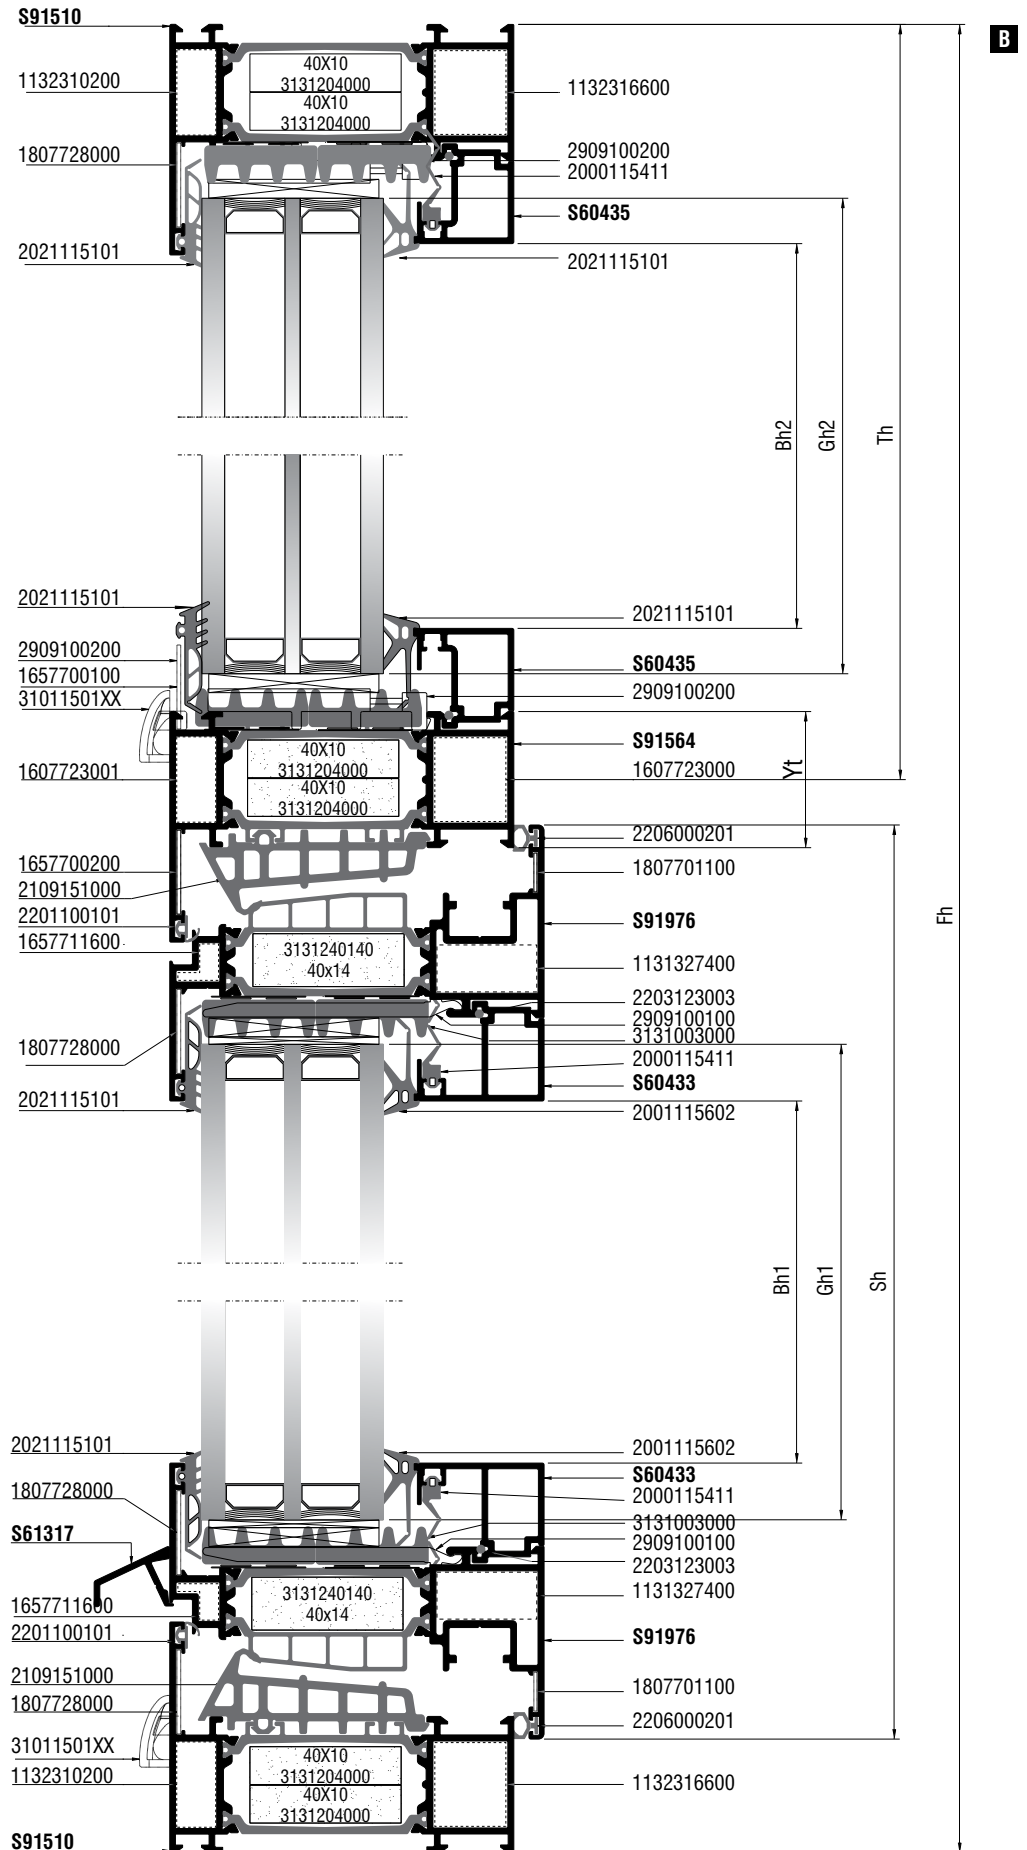 S91510
B
1132310200
40X10
3131204000
40X10
3131204000
1132316600
1807728000
2909100200
2000115411
S60435
2021115101
2021115101
Bh2
Gh2
Th
2021115101
2021115101
2909100200
S60435
1657700100
2909100200
31011501XX
S91564
40X10
3131204000
40X10
3131204000
1607723001
1607723000
Yt
2206000201
1657700200
1807701100
2109151000
2201100101
S91976
1657711600
3131240140
40x14
1131327400
Fh
2203123003
2909100100
3131003000
1807728000
2000115411
S60433
2021115101
2001115602
Bh1
Gh1
Sh
2021115101
2001115602
S60433
1807728000
2000115411
S61317
3131003000
2909100100
2203123003
3131240140
40x14
1131327400
1657711600
2201100101
S91976
2109151000
1807701100
1807728000
2206000201
31011501XX
40X10
3131204000
40X10
3131204000
1132310200
1132316600
S91510